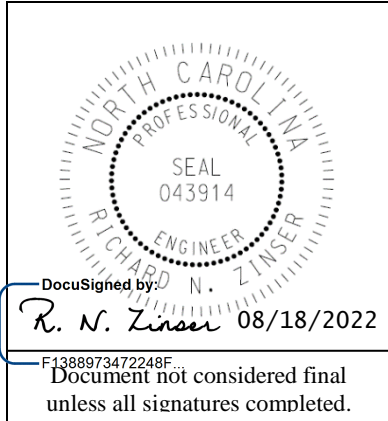 NORTH CAROLINA
PROFESSIONAL
SEAL
043914
ENGINEER
RICHARD N. ZINSER
DocuSigned by:
R. N. Zinser 08/18/2022
F1388973472248F...
Document not considered final
unless all signatures completed.